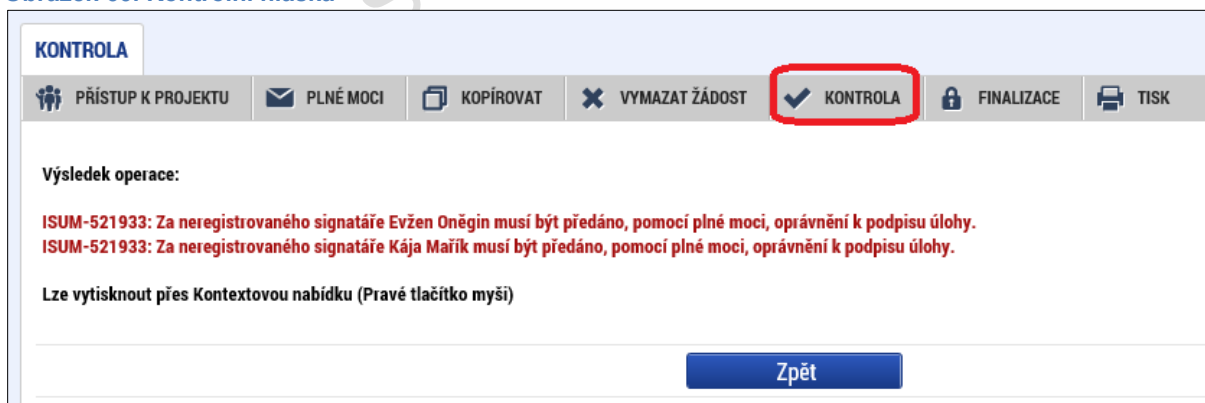 KONTROLA
PŘÍSTUP K PROJEKTU PLNÉ MOCI KOPÍROVAT VYMAZAT ŽÁDOST KONTROLA FINALIZACE TISK
Výsledek operace:
ISUM-521933: Za neregistrovaného signatáře Evžen Oněgin musí být předáno, pomocí plné moci, oprávnění k podpisu úlohy.
ISUM-521933: Za neregistrovaného signatáře Kája Mařík musí být předáno, pomocí plné moci, oprávnění k podpisu úlohy.
Lze vytisknout přes Kontextovou nabídku (Pravé tlačítko myši)
Zpět